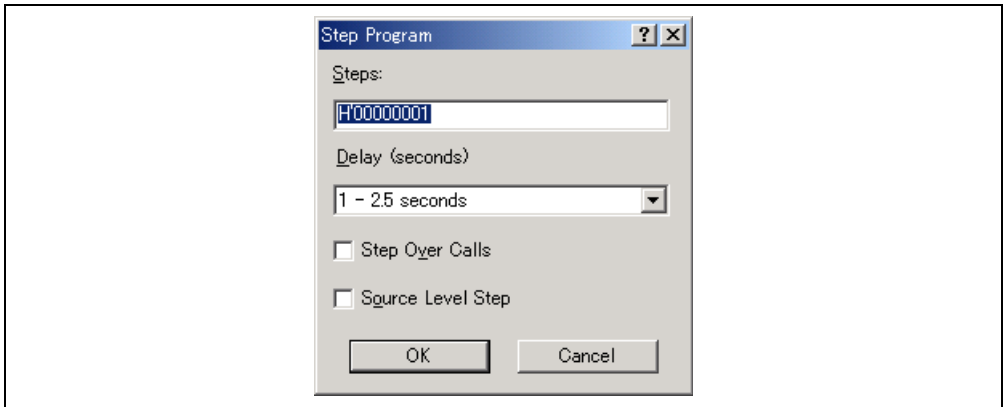 Step Program
Steps:
H'00000001
Delay (seconds)
1 - 2.5 seconds
Step Over Calls
Source Level Step
OK Cancel